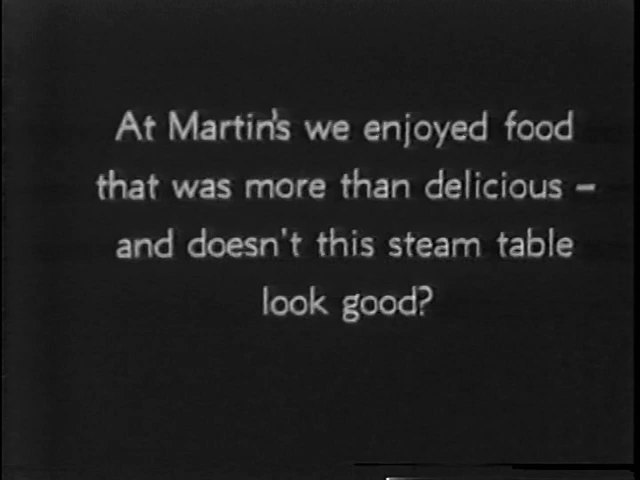 At Martin's we enjoyed food
that was more than delicious –
and doesn't this steam table
look good?